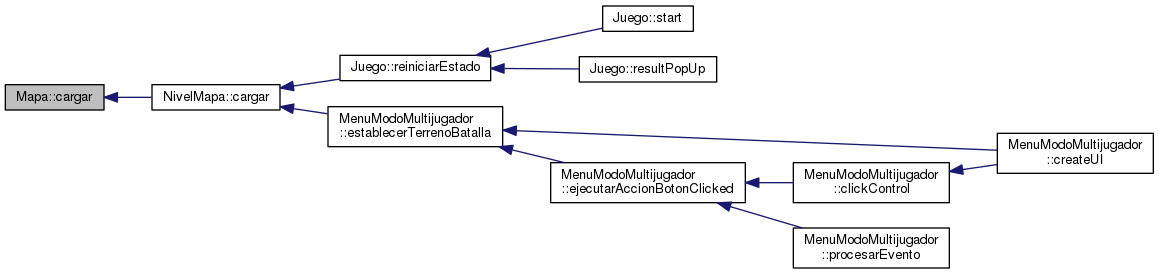 Mapa::cargar
NivelMapa::cargar
Juego::reiniciarEstado
Juego::start
Juego::resultPopUp
MenuModoMultijugador
::establecerTerrenoBatalla
MenuModoMultijugador
::createUI
MenuModoMultijugador
::ejecutarAccionBotonClicked
MenuModoMultijugador
::clickControl
MenuModoMultijugador
::procesarEvento